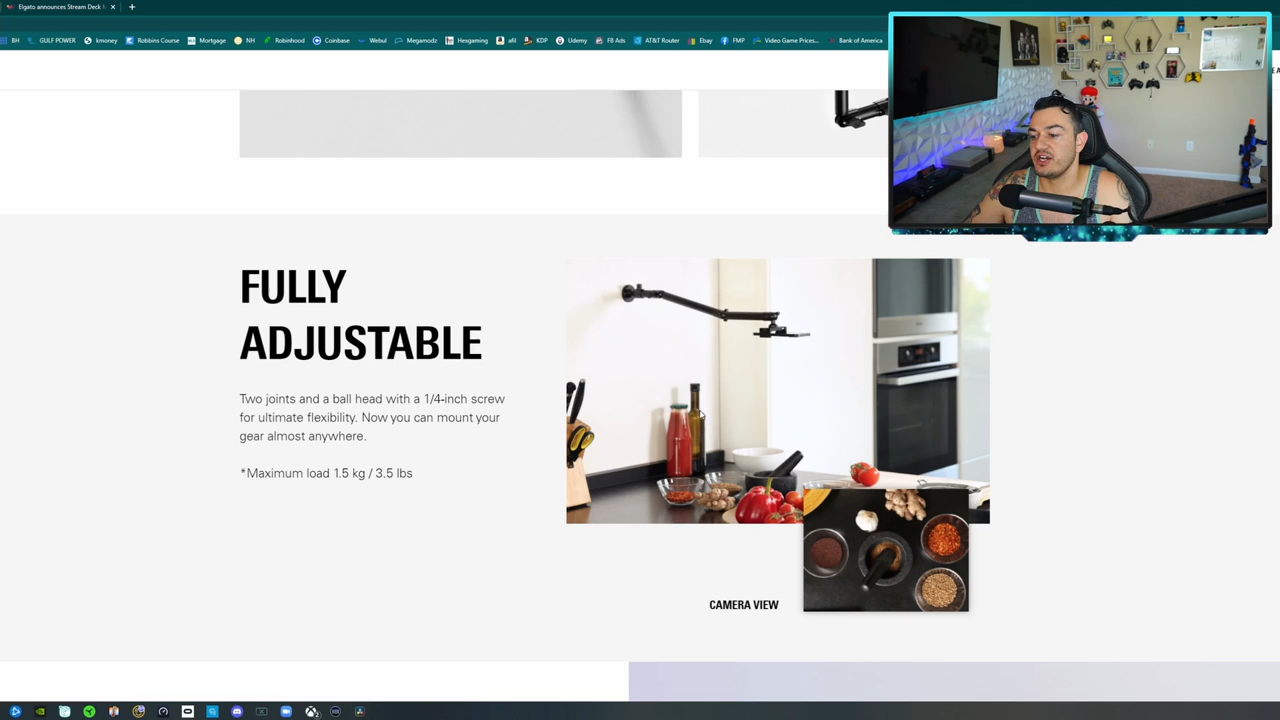 Elgato announces Stream Deck
BH
GULF POWER
kmoney
Robbins Course
Mortgage
NH
Robinhood
Coinbase
Webul
Megamodz
Hexgaming
afil
KDP
Udemy
FB Ads
AT&T Router
Ebay
FMP
Video Game Prices...
Bank of America
FULLY
ADJUSTABLE
Two joints and a ball head with a 1/4-inch screw
for ultimate flexibility. Now you can mount your
gear almost anywhere.
*Maximum load 1.5 kg / 3.5 lbs
CAMERA VIEW